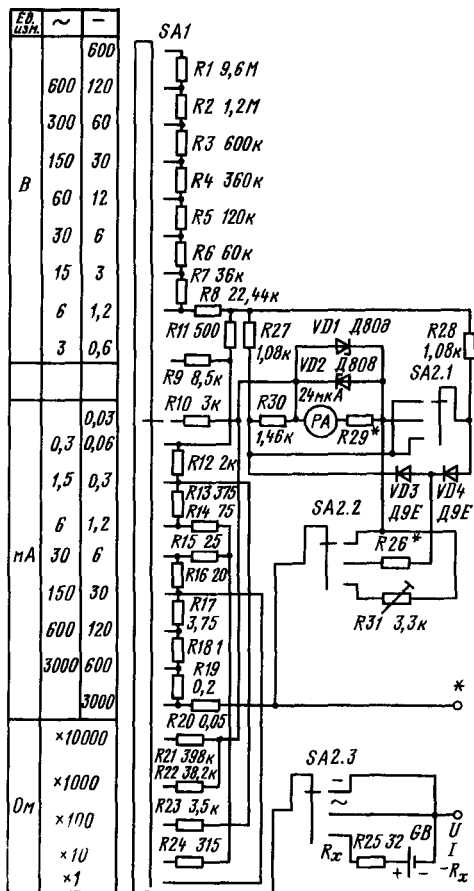 ЕД. ИЗМ. ~ −
SA1
600
R1 9,6М
600 120
R2 1,2М
300 60
R3 600к
150 30
R4 360к
В
60 12
R5 120к
30 6
R6 60к
15 3
R7 36к
R8 22,44к
6 1,2
R11 500
R27
1,08к
VD1 Д808
R28
1,08к
3 0,6
R9 8,5к
VD2 Д808
SA2.1
24мкА
0,03
R10 3к
R30
1,46к
PA
R29*
0,3 0,06
R12 2к
1,5 0,3
R13 375
VD3
Д9Е
VD4
Д9Е
6 1,2
R14 75
SA2.2
мА
30 6
R15 25
R26*
R16 20
150 30
R17
3,75
R31 3,3к
600 120
R18 1
3000 600
R19
0,2
3000
R20 0,05
*
×10000
R21 398к
SA2.3
×1000
R22 38,2к
−
~
Ом
×100
R23 3,5к
U
I
−Rx
×10
R24 315
Rx
R25 32
GB
+ −
×1